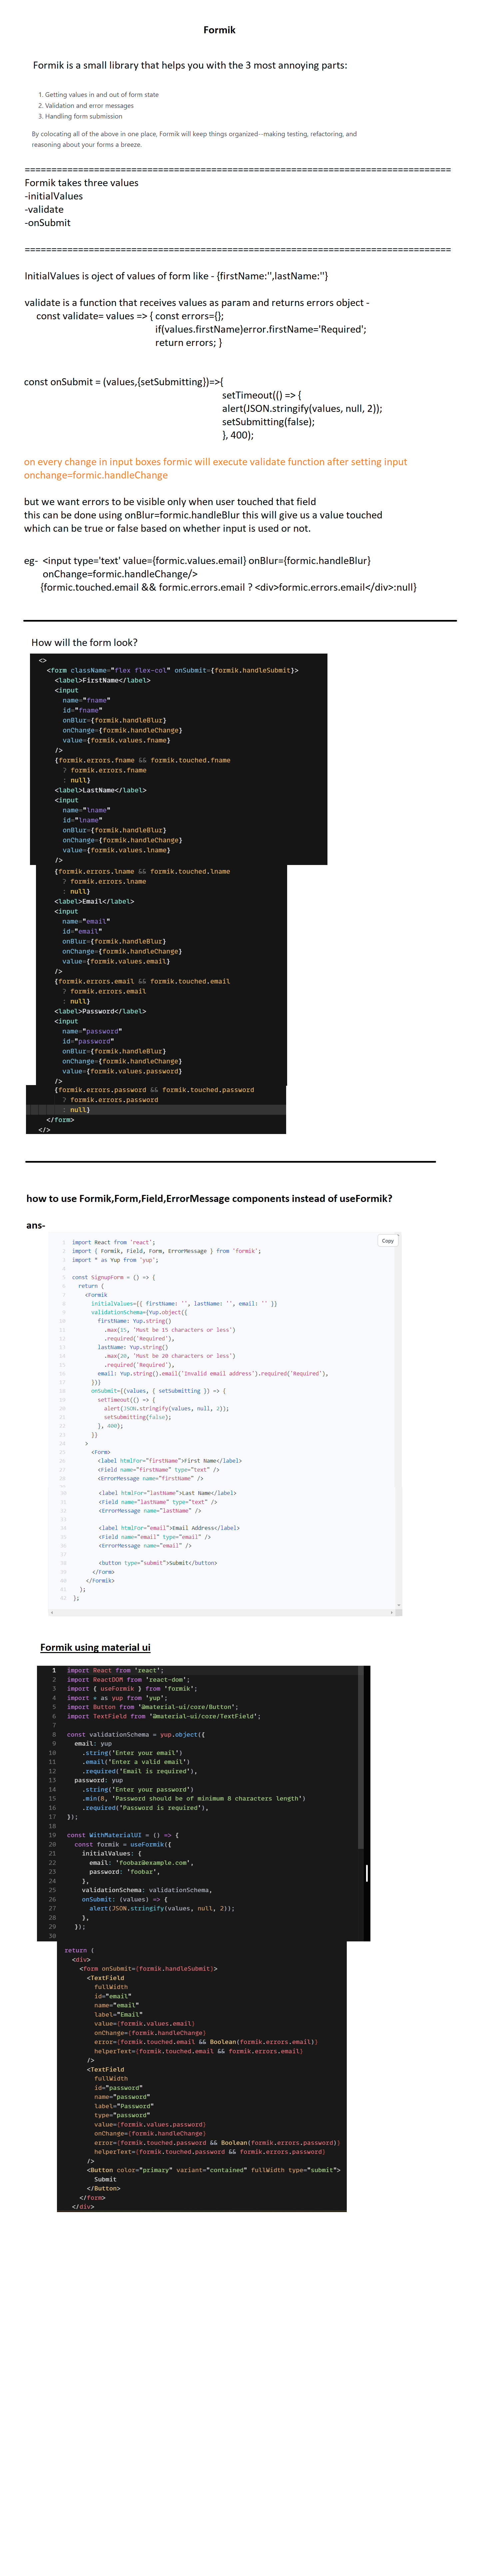 Formik
Formik is a small library that helps you with the 3 most annoying parts:
1. Getting values in and out of form state
2. Validation and error messages
3. Handling form submission
By colocating all of the above in one place, Formik will keep things organized--making testing, refactoring, and
reasoning about your forms a breeze.
================================================================================
Formik takes three values
-initialValues
-validate
-onSubmit
================================================================================
InitialValues is oject of values of form like - {firstName:'',lastName:''}
validate is a function that receives values as param and returns errors object -
const validate= values => { const errors={};
if(values.firstName)error.firstName='Required';
return errors; }
const onSubmit = (values,{setSubmitting})=>{
setTimeout(() => {
alert(JSON.stringify(values, null, 2));
setSubmitting(false);
}, 400);
on every change in input boxes formic will execute validate function after setting input
onchange=formic.handleChange
but we want errors to be visible only when user touched that field
this can be done using onBlur=formic.handleBlur this will give us a value touched
which can be true or false based on whether input is used or not.
eg- <input type='text' value={formic.values.email} onBlur={formic.handleBlur}
onChange=formic.handleChange/>
{formic.touched.email && formic.errors.email ? <div>formic.errors.email</div>:null}
How will the form look?
<>
<form className="flex flex-col" onSubmit={formik.handleSubmit}>
<label>FirstName</label>
<input
name="fname"
id="fname"
onBlur={formik.handleBlur}
onChange={formik.handleChange}
value={formik.values.fname}
/>
{formik.errors.fname && formik.touched.fname
? formik.errors.fname
: null}
<label>LastName</label>
<input
name="lname"
id="lname"
onBlur={formik.handleBlur}
onChange={formik.handleChange}
value={formik.values.lname}
/>
{formik.errors.lname && formik.touched.lname
? formik.errors.lname
: null}
<label>Email</label>
<input
name="email"
id="email"
onBlur={formik.handleBlur}
onChange={formik.handleChange}
value={formik.values.email}
/>
{formik.errors.email && formik.touched.email
? formik.errors.email
: null}
<label>Password</label>
<input
name="password"
id="password"
onBlur={formik.handleBlur}
onChange={formik.handleChange}
value={formik.values.password}
/>
{formik.errors.password && formik.touched.password
? formik.errors.password
: null}
</form>
</>
how to use Formik,Form,Field,ErrorMessage components instead of useFormik?
ans-
Copy
1 import React from 'react';
2 import { Formik, Field, Form, ErrorMessage } from 'formik';
3 import * as Yup from 'yup';
4
5 const SignupForm = () => {
6 return (
7 <Formik
8 initialValues={{ firstName: '', lastName: '', email: '' }}
9 validationSchema={Yup.object({
10 firstName: Yup.string()
11 .max(15, 'Must be 15 characters or less')
12 .required('Required'),
13 lastName: Yup.string()
14 .max(20, 'Must be 20 characters or less')
15 .required('Required'),
16 email: Yup.string().email('Invalid email address').required('Required'),
17 })}
18 onSubmit={(values, { setSubmitting }) => {
19 setTimeout(() => {
20 alert(JSON.stringify(values, null, 2));
21 setSubmitting(false);
22 }, 400);
23 }}
24 >
25 <Form>
26 <label htmlFor="firstName">First Name</label>
27 <Field name="firstName" type="text" />
28 <ErrorMessage name="firstName" />
30 <label htmlFor="lastName">Last Name</label>
31 <Field name="lastName" type="text" />
32 <ErrorMessage name="lastName" />
33
34 <label htmlFor="email">Email Address</label>
35 <Field name="email" type="email" />
36 <ErrorMessage name="email" />
37
38 <button type="submit">Submit</button>
39 </Form>
40 </Formik>
41 );
42 };
Formik using material ui
1 import React from 'react';
2 import ReactDOM from 'react-dom';
3 import { useFormik } from 'formik';
4 import * as yup from 'yup';
5 import Button from '@material-ui/core/Button';
6 import TextField from '@material-ui/core/TextField';
7
8 const validationSchema = yup.object({
9 email: yup
10 .string('Enter your email')
11 .email('Enter a valid email')
12 .required('Email is required'),
13 password: yup
14 .string('Enter your password')
15 .min(8, 'Password should be of minimum 8 characters length')
16 .required('Password is required'),
17 });
18
19 const WithMaterialUI = () => {
20 const formik = useFormik({
21 initialValues: {
22 email: 'foobar@example.com',
23 password: 'foobar',
24 },
25 validationSchema: validationSchema,
26 onSubmit: (values) => {
27 alert(JSON.stringify(values, null, 2));
28 },
29 });
30
return (
<div>
<form onSubmit={formik.handleSubmit}>
<TextField
fullWidth
id="email"
name="email"
label="Email"
value={formik.values.email}
onChange={formik.handleChange}
error={formik.touched.email && Boolean(formik.errors.email)}
helperText={formik.touched.email && formik.errors.email}
/>
<TextField
fullWidth
id="password"
name="password"
label="Password"
type="password"
value={formik.values.password}
onChange={formik.handleChange}
error={formik.touched.password && Boolean(formik.errors.password)}
helperText={formik.touched.password && formik.errors.password}
/>
<Button color="primary" variant="contained" fullWidth type="submit">
Submit
</Button>
</form>
</div>